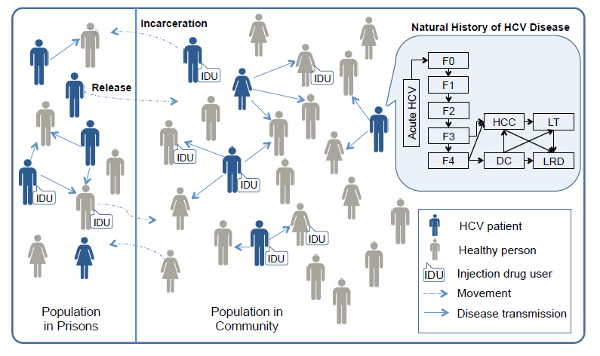 Incarceration
Natural History of HCV Disease
IDU
IDU
Release
Acute HCV
F0
F1
F2
F3
F4
HCC
LT
DC
LRD
IDU
IDU
IDU
IDU
IDU
IDU
HCV patient
Healthy person
IDU
Injection drug user
Movement
Disease transmission
Population
in Prisons
Population in
Community